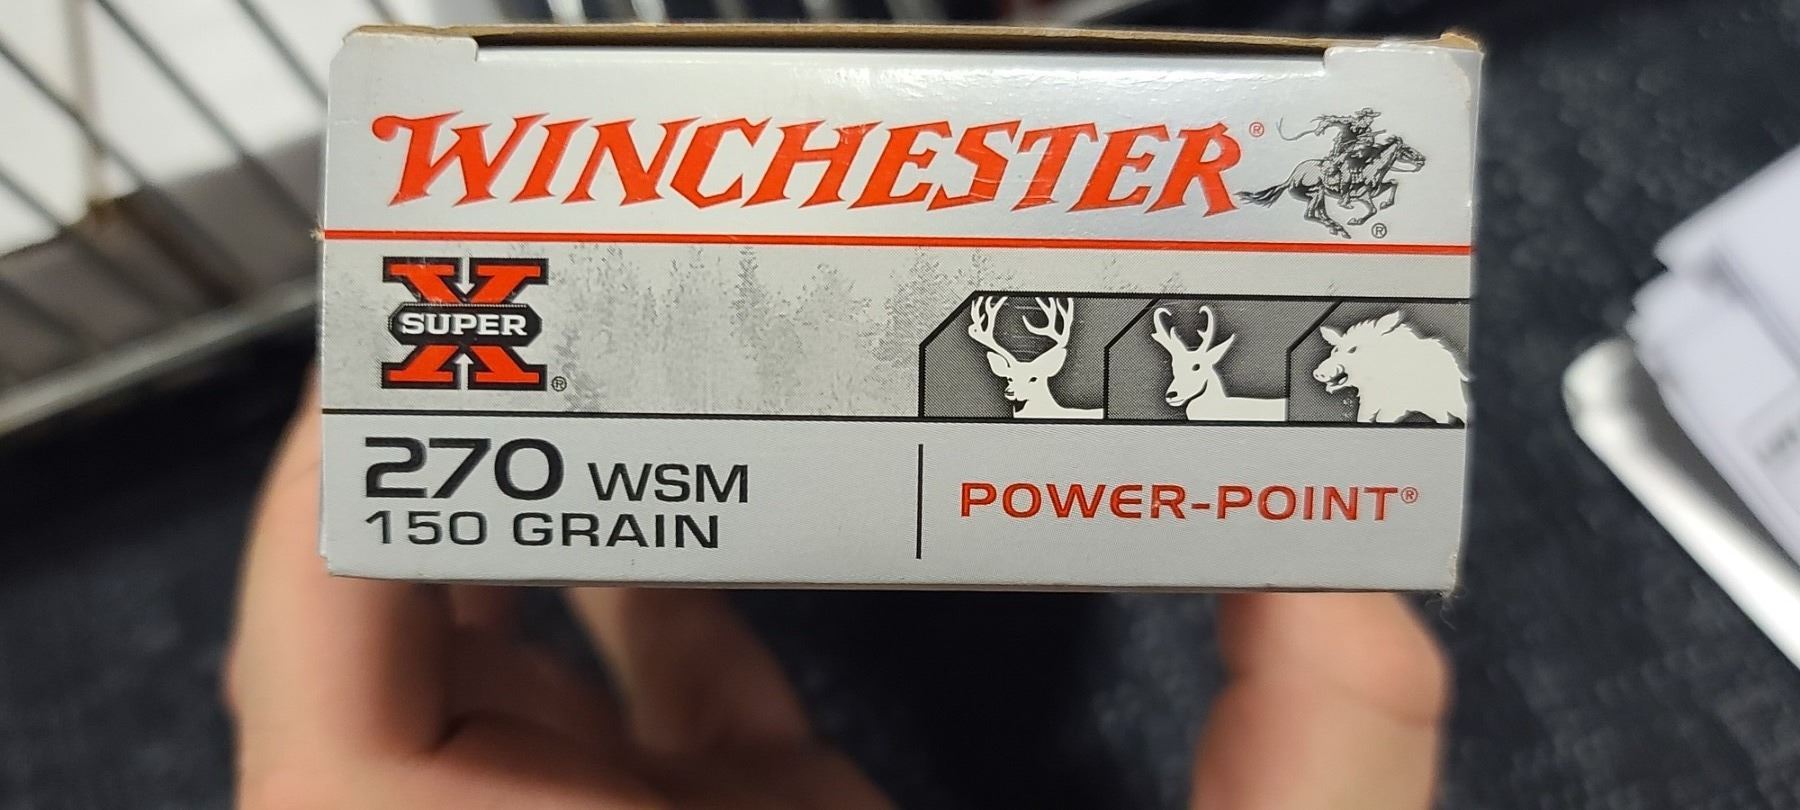 WINCHESTER®
®
X
SUPER
®
270 WSM
150 GRAIN
POWER-POINT®